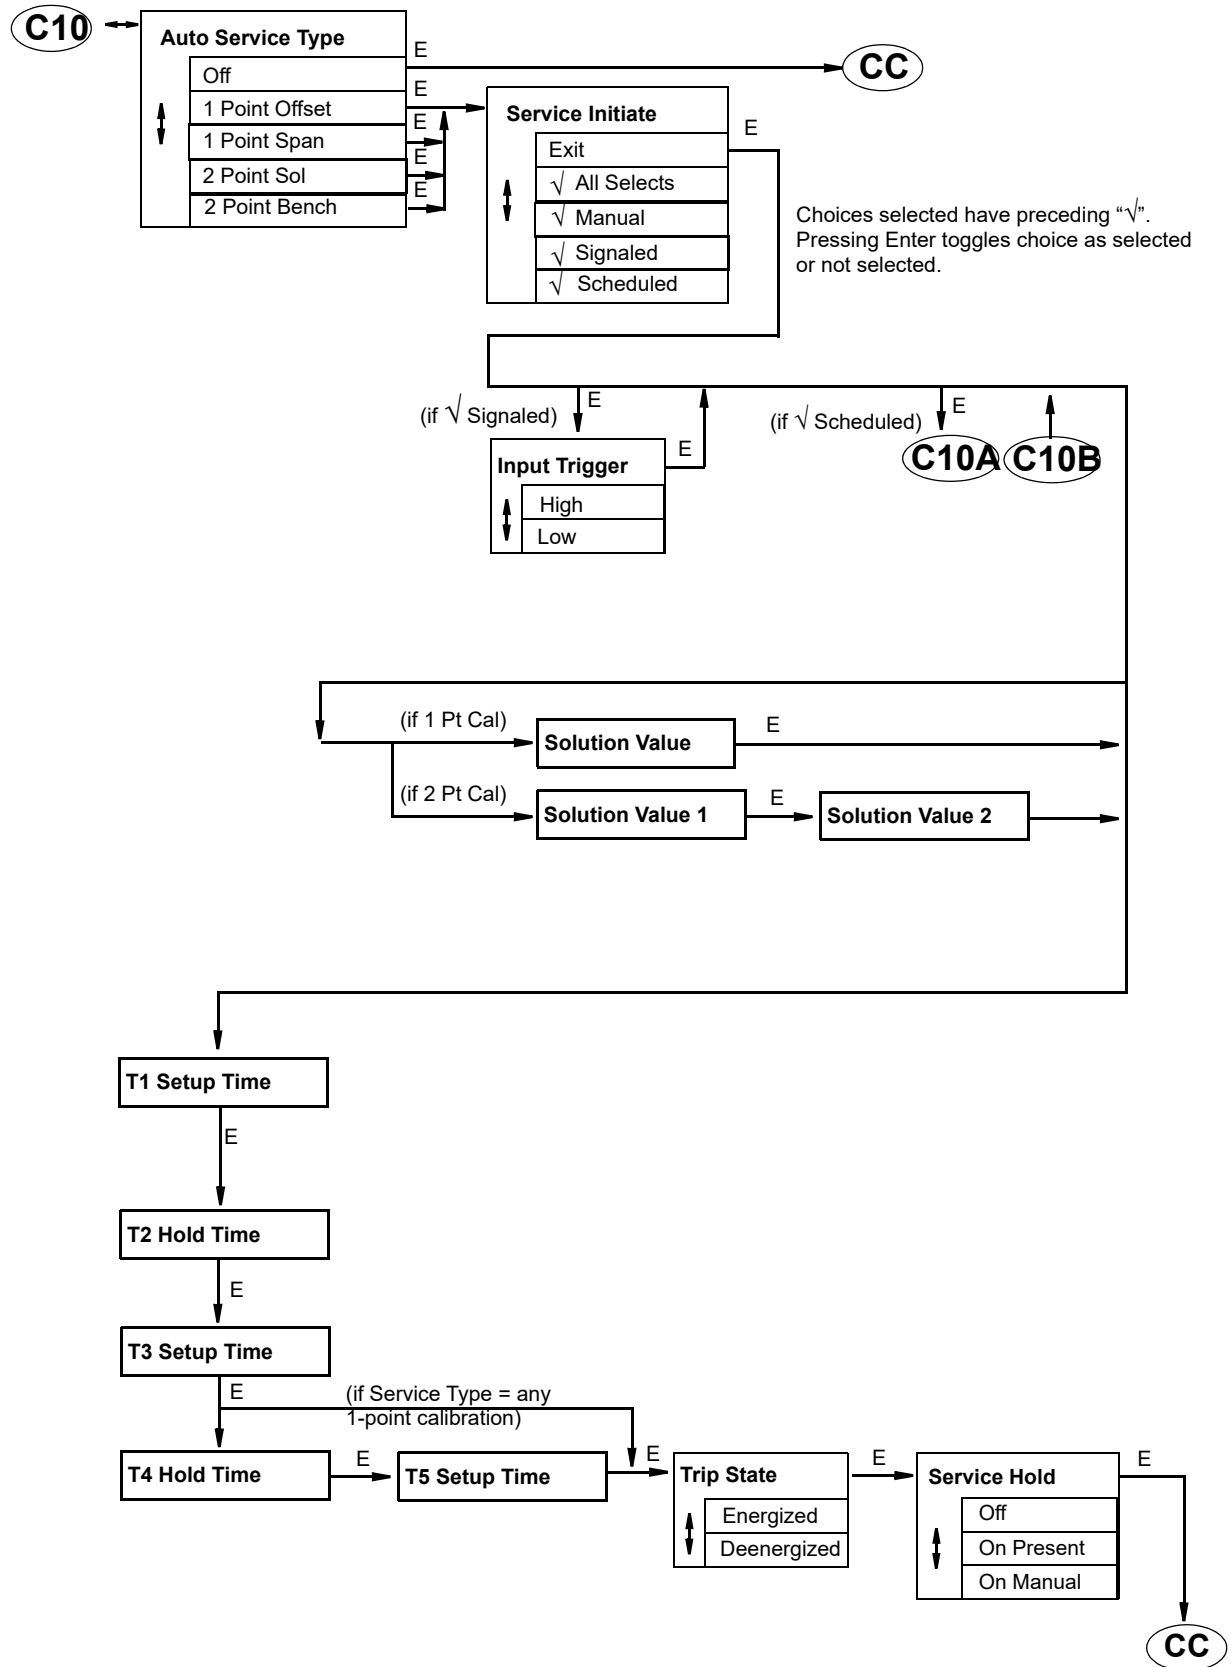 C10
Auto Service Type
E
Off
CC
E
1 Point Offset
E
1 Point Span
E
2 Point Sol
E
2 Point Bench
Service Initiate
E
Exit
√ All Selects
√ Manual
√ Signaled
√ Scheduled
Choices selected have preceding “√”.
Pressing Enter toggles choice as selected
or not selected.
(if √ Signaled)
E
(if √ Scheduled)
E
Input Trigger
E
High
Low
C10A
C10B
(if 1 Pt Cal)
Solution Value
E
(if 2 Pt Cal)
Solution Value 1
E
Solution Value 2
T1 Setup Time
E
T2 Hold Time
E
T3 Setup Time
E
(if Service Type = any
1-point calibration)
T4 Hold Time
E
T5 Setup Time
E
Trip State
Energized
Deenergized
E
Service Hold
Off
On Present
On Manual
E
CC